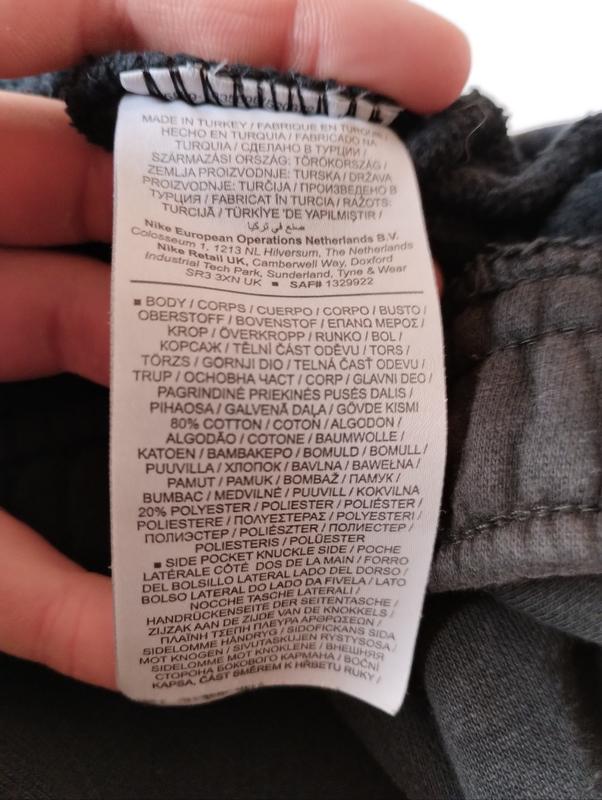 MADE IN TURKEY / FABRIQUE EN TURQUIE
HECHO EN TURQUIA / FABRICADO NA
TURQUIA / СДЕЛАНО В ТУРЦИИ /
SZÁRMAZÁSI ORSZÁG: TÖRÖKORSZÁG /
ZEMLJA PROIZVODNJE: TURSKA / DRŽAVA
PROIZVODNJE: TURČIJA / ПРОИЗВЕДЕНО В
ТУРЦИЯ / FABRICAT ÎN TURCIA / RAŽOTS:
TURCIJĀ / TÜRKİYE 'DE YAPILMIŞTIR /
صنع في تركيا
Nike European Operations Netherlands B.V.
Colosseum 1, 1213 NL Hilversum, The Netherlands
Nike Retail UK, Camberwell Way, Doxford
Industrial Tech Park, Sunderland, Tyne & Wear
SR3 3XN UK ■ SAF# 1329922
■ BODY / CORPS / CUERPO / CORPO / BUSTO /
OBERSTOFF / BOVENSTOF / ΕΠΑΝΩ ΜΕΡΟΣ /
KROP / ÖVERKROPP / RUNKO / BOL /
КОРСАЖ / TĚLNÍ ČÁST ODĚVU / TORS /
TÖRZS / GORNJI DIO / TELNÁ ČASŤ ODEVU /
TRUP / ОСНОВНА ЧАСТ / CORP / GLAVNI DEO /
PAGRINDINĖ PRIEKINĖS PUSĖS DALIS /
PIHAOSA / GALVENĀ DAĻA / GÖVDE KISMI
80% COTTON / COTON / ALGODON /
ALGODÃO / COTONE / BAUMWOLLE /
KATOEN / ΒΑΜΒΑΚΕΡΟ / BOMULD / BOMULL /
PUUVILLA / ХЛОПОК / BAVLNA / BAWEŁNA /
PAMUT / PAMUK / BOMBAŽ / ПАМУК /
BUMBAC / MEDVILNĖ / PUUVILL / KOKVILNA
20% POLYESTER / POLIESTER / POLIÉSTER /
POLIESTERE / ΠΟΛΥΕΣΤΕΡΑΣ / POLYESTERI /
ПОЛИЭСТЕР / POLIÉSZTER / ПОЛИЕСТЕР /
POLIESTERIS / POLÜESTER
■ SIDE POCKET KNUCKLE SIDE / POCHE
LATÉRALE CÔTÉ DOS DE LA MAIN / FORRO
DEL BOLSILLO LATERAL LADO DEL DORSO /
BOLSO LATERAL DO LADO DA FIVELA / LATO
NOCCHE TASCHE LATERALI /
HANDRÜCKENSEITE DER SEITENTASCHE /
ZIJZAK AAN DE ZIJDE VAN DE KNOKKELS /
ΠΛΑΪΝΗ ΤΣΕΠΗ ΠΛΕΥΡΑ ΑΡΘΡΩΣΕΩΝ /
SIDELOMME HÅNDRYG / SIDOFICKANS SIDA
MOT KNOGEN / SIVUTASKUJEN RYSTYSOSA /
SIDELOMME MOT KNOKLENE / ВНЕШНЯЯ
СТОРОНА БОКОВОГО КАРМАНА / BOČNÍ
KAPSA, ČÁST SMĚREM K HŘBETU RUKY /